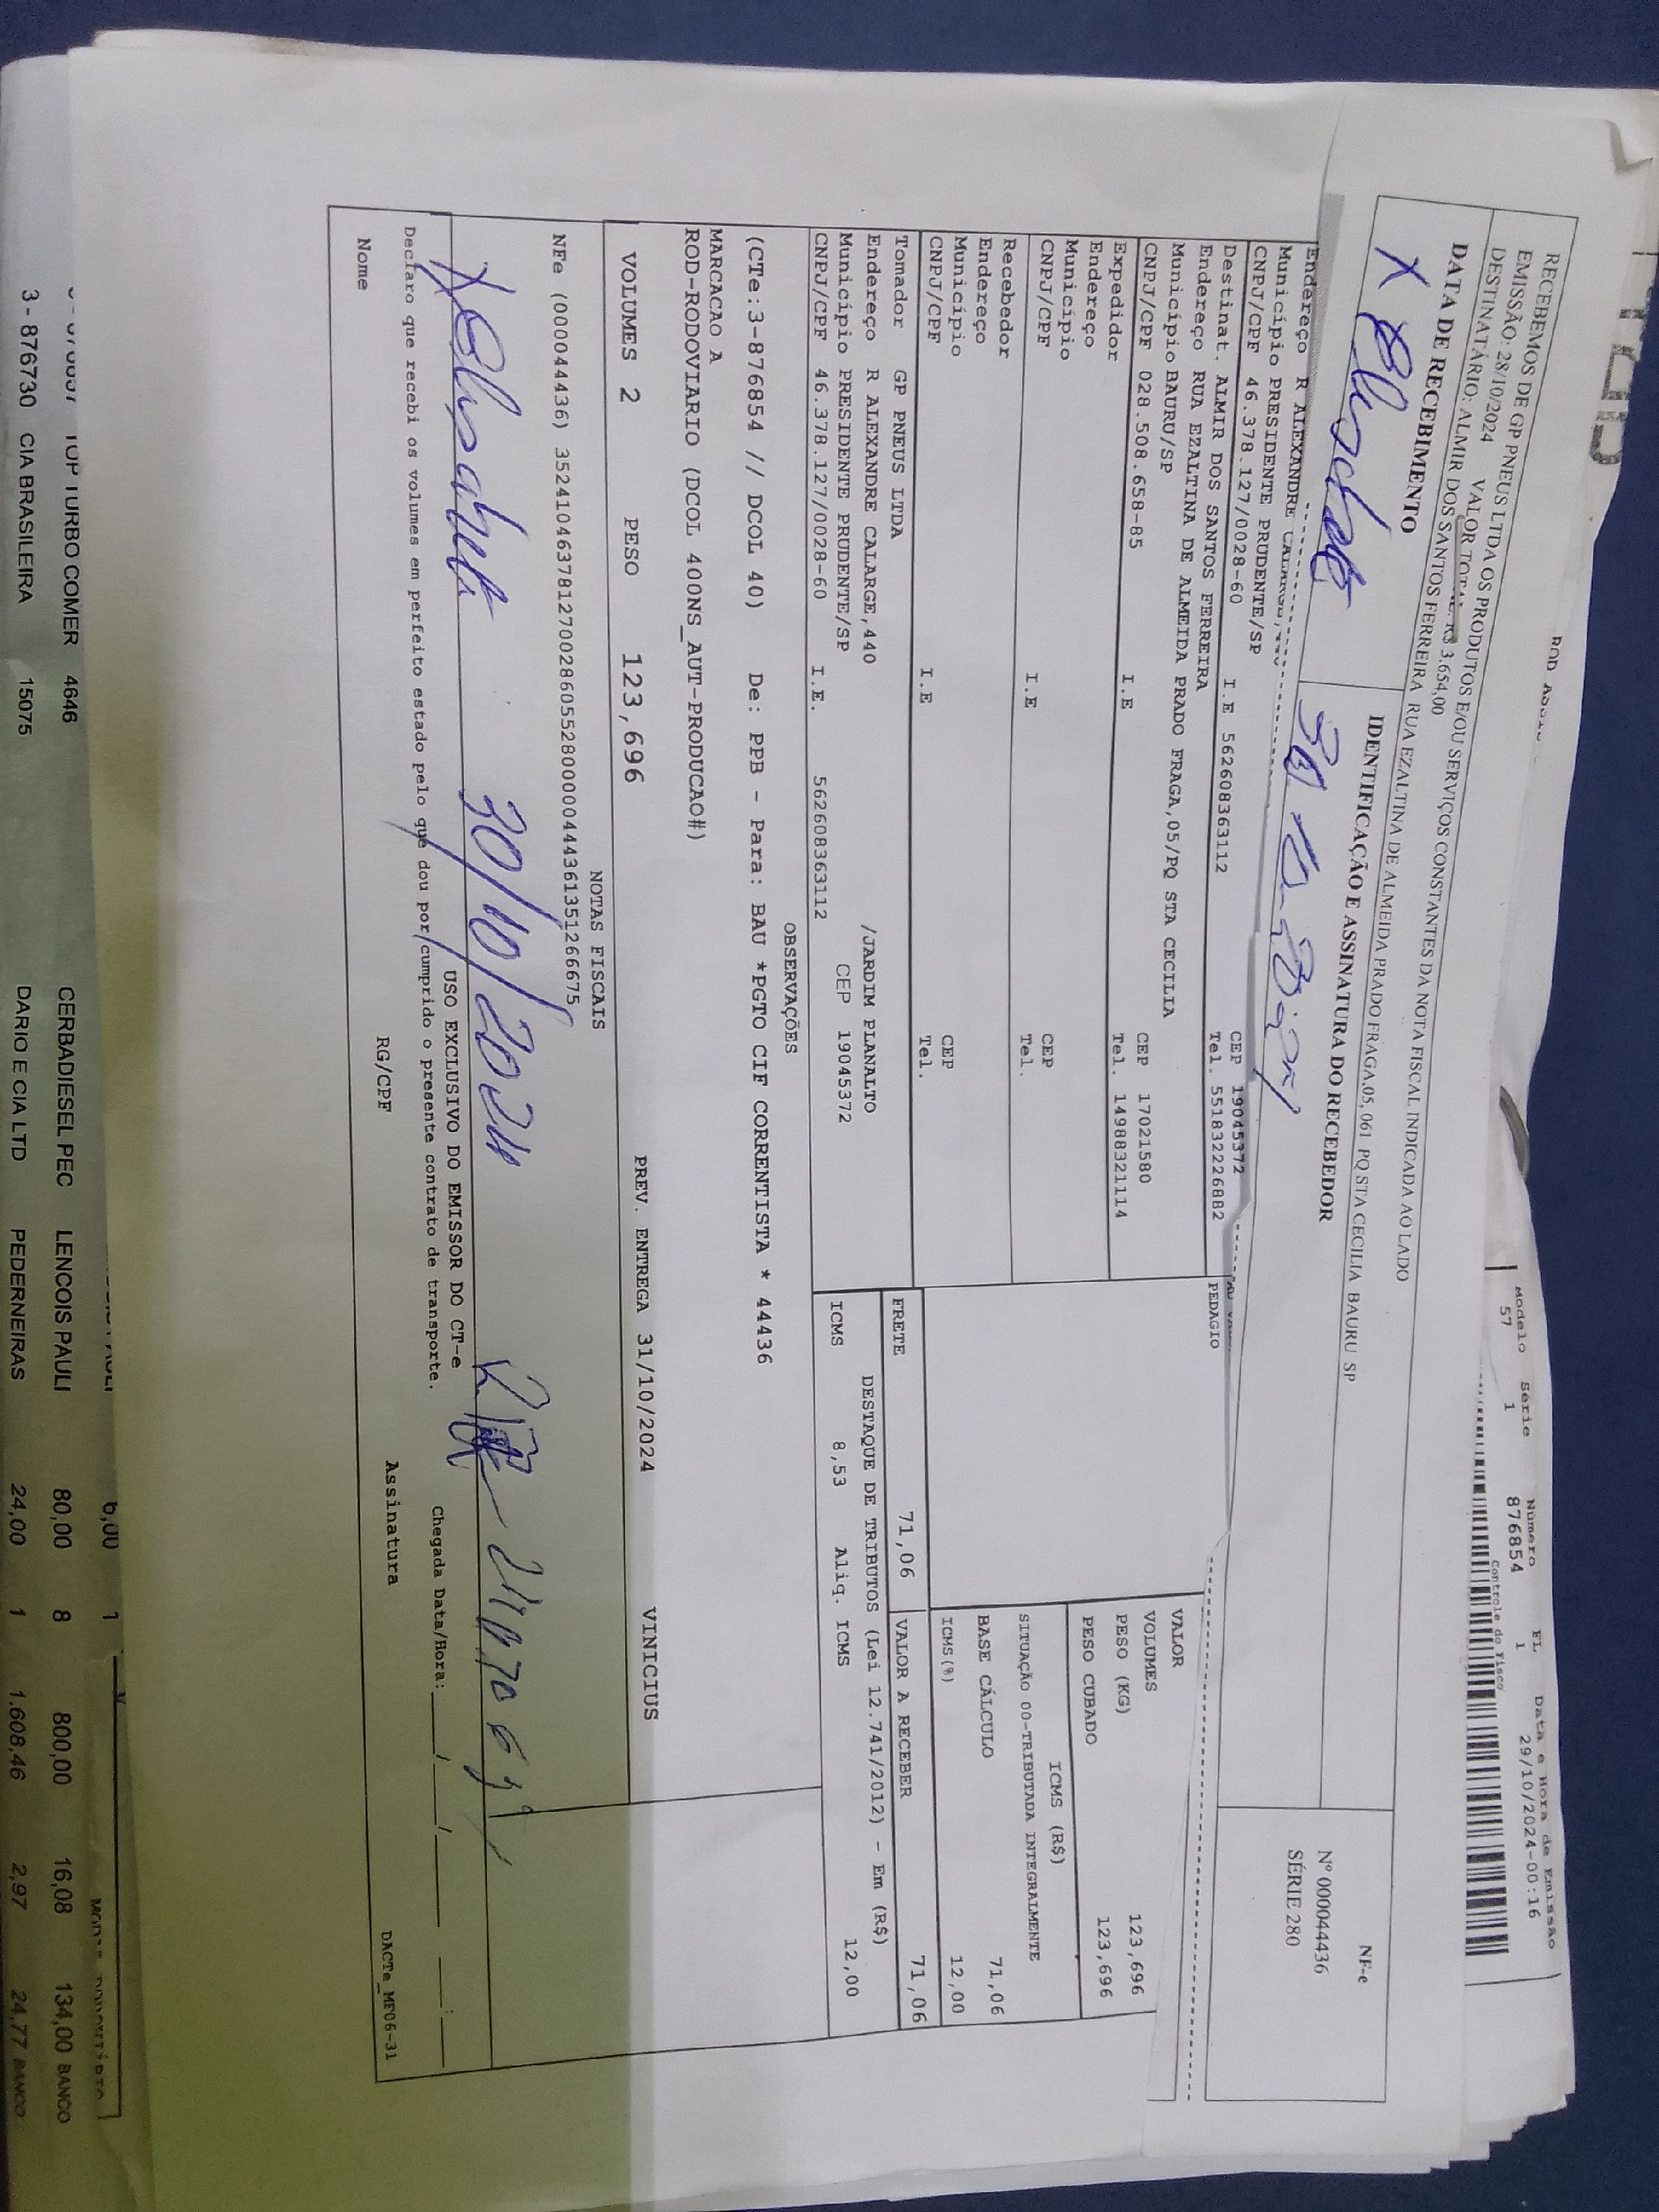 RECEBEMOS DE GP PNEUS LTDA OS PRODUTOS E/OU SERVIÇOS CONSTANTES DA NOTA FISCAL INDICADA AO LADO
EMISSÃO: 28/10/2024 VALOR TOTAL: R$ 3.654,00
DESTINATÁRIO: ALMIR DOS SANTOS FERREIRA RUA EZALTINA DE ALMEIDA PRADO FRAGA,05, 061 PQ STA CECILIA BAURU SP
DATA DE RECEBIMENTO
IDENTIFICAÇÃO E ASSINATURA DO RECEBEDOR
NF-e
Nº 000044436
SÉRIE 280
Modelo Série Número FL Data e Hora de Emissão
57 1 876854 1 29/10/2024-00:16
Controle do Fisco
Endereço R ALEXANDRE
Município PRESIDENTE PRUDENTE/SP CEP 19045372
CNPJ/CPF 46.378.127/0028-60 I.E 562608363112 Tel. 551832226882
Destinat. ALMIR DOS SANTOS FERREIRA
Endereço RUA EZALTINA DE ALMEIDA PRADO FRAGA,05/PQ STA CECILIA
Município BAURU/SP CEP 17021580
CNPJ/CPF 028.508.658-85 I.E Tel. 14988321114
Expedidor
Endereço
Município CEP
CNPJ/CPF I.E Tel.
Recebedor
Endereço
Município CEP
CNPJ/CPF I.E Tel.
Tomador GP PNEUS LTDA
Endereço R ALEXANDRE CALARGE,440 /JARDIM PLANALTO
Município PRESIDENTE PRUDENTE/SP CEP 19045372
CNPJ/CPF 46.378.127/0028-60 I.E. 562608363112
PEDAGIO
VALOR
VOLUMES
PESO (KG) 123,696
PESO CUBADO 123,696
ICMS (R$)
SITUAÇÃO 00-TRIBUTADA INTEGRALMENTE
BASE CÁLCULO 71,06
ICMS(%) 12,00
FRETE 71,06 VALOR A RECEBER 71,06
DESTAQUE DE TRIBUTOS (Lei 12.741/2012) - Em (R$)
ICMS 8,53 Aliq. ICMS 12,00
OBSERVAÇÕES
(CTe:3-876854 // DCOL 40) De: PPB - Para: BAU *PGTO CIF CORRENTISTA * 44436
MARCACAO A
ROD-RODOVIARIO (DCOL 400NS_AUT-PRODUCAO#)
VOLUMES 2 PESO 123,696 PREV. ENTREGA 31/10/2024 VINICIUS
NOTAS FISCAIS
NFe (000044436) 35241046378127002860552800000444361351266675
X Elisabete 30/10/2024
USO EXCLUSIVO DO EMISSOR DO CT-e
Declaro que recebi os volumes em perfeito estado pelo que dou por cumprido o presente contrato de transporte. Chegada Data/Hora: ___/___/___ ___:___
Nome RG/CPF Assinatura DACTe_MF06-31
TOP TURBO COMER 4646 CERBADIESEL PEC LENCOIS PAULI 80,00 8 800,00 16,08 134,00 BANCO
3 - 876730 CIA BRASILEIRA 15075 DARIO E CIA LTD PEDERNEIRAS 24,00 1 1.608,46 2,97 24,77 BANCO